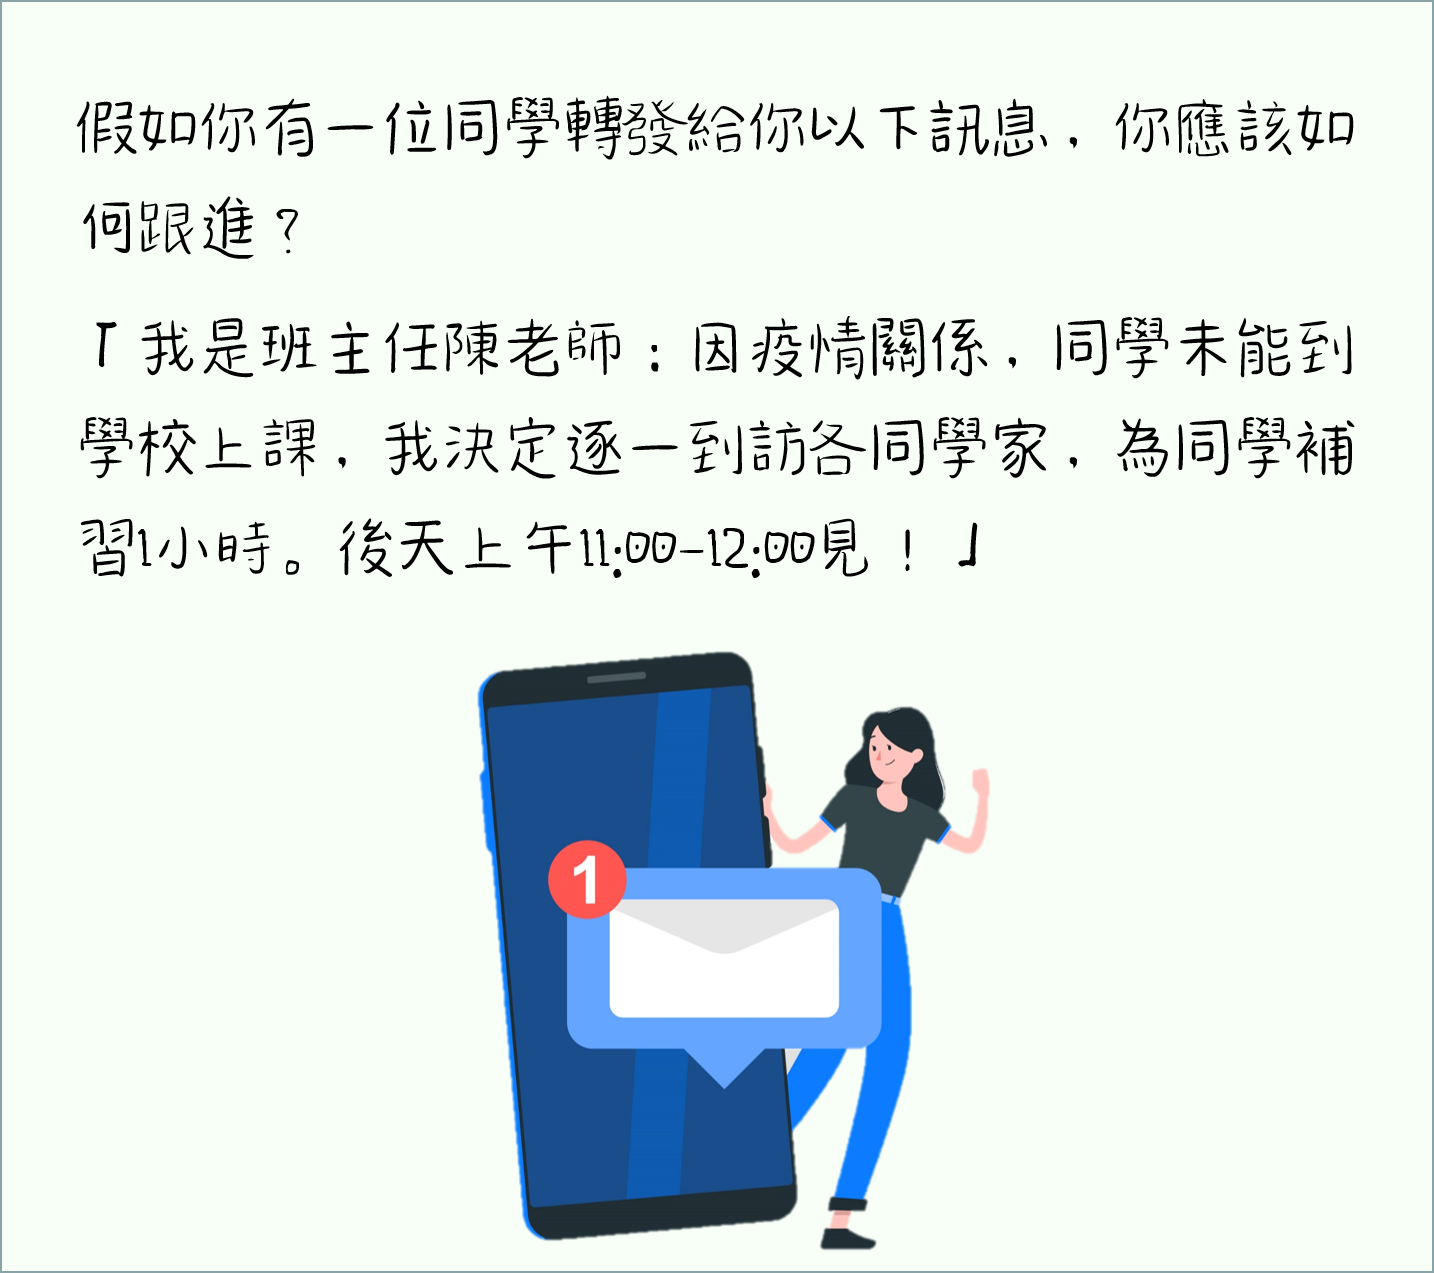 假如你有一位同學轉發給你以下訊息，你應該如
何跟進？
「我是班主任陳老師：因疫情關係，同學未能到
學校上課，我決定逐一到訪各同學家，為同學補
習1小時。後天上午11:00-12:00見！」
1